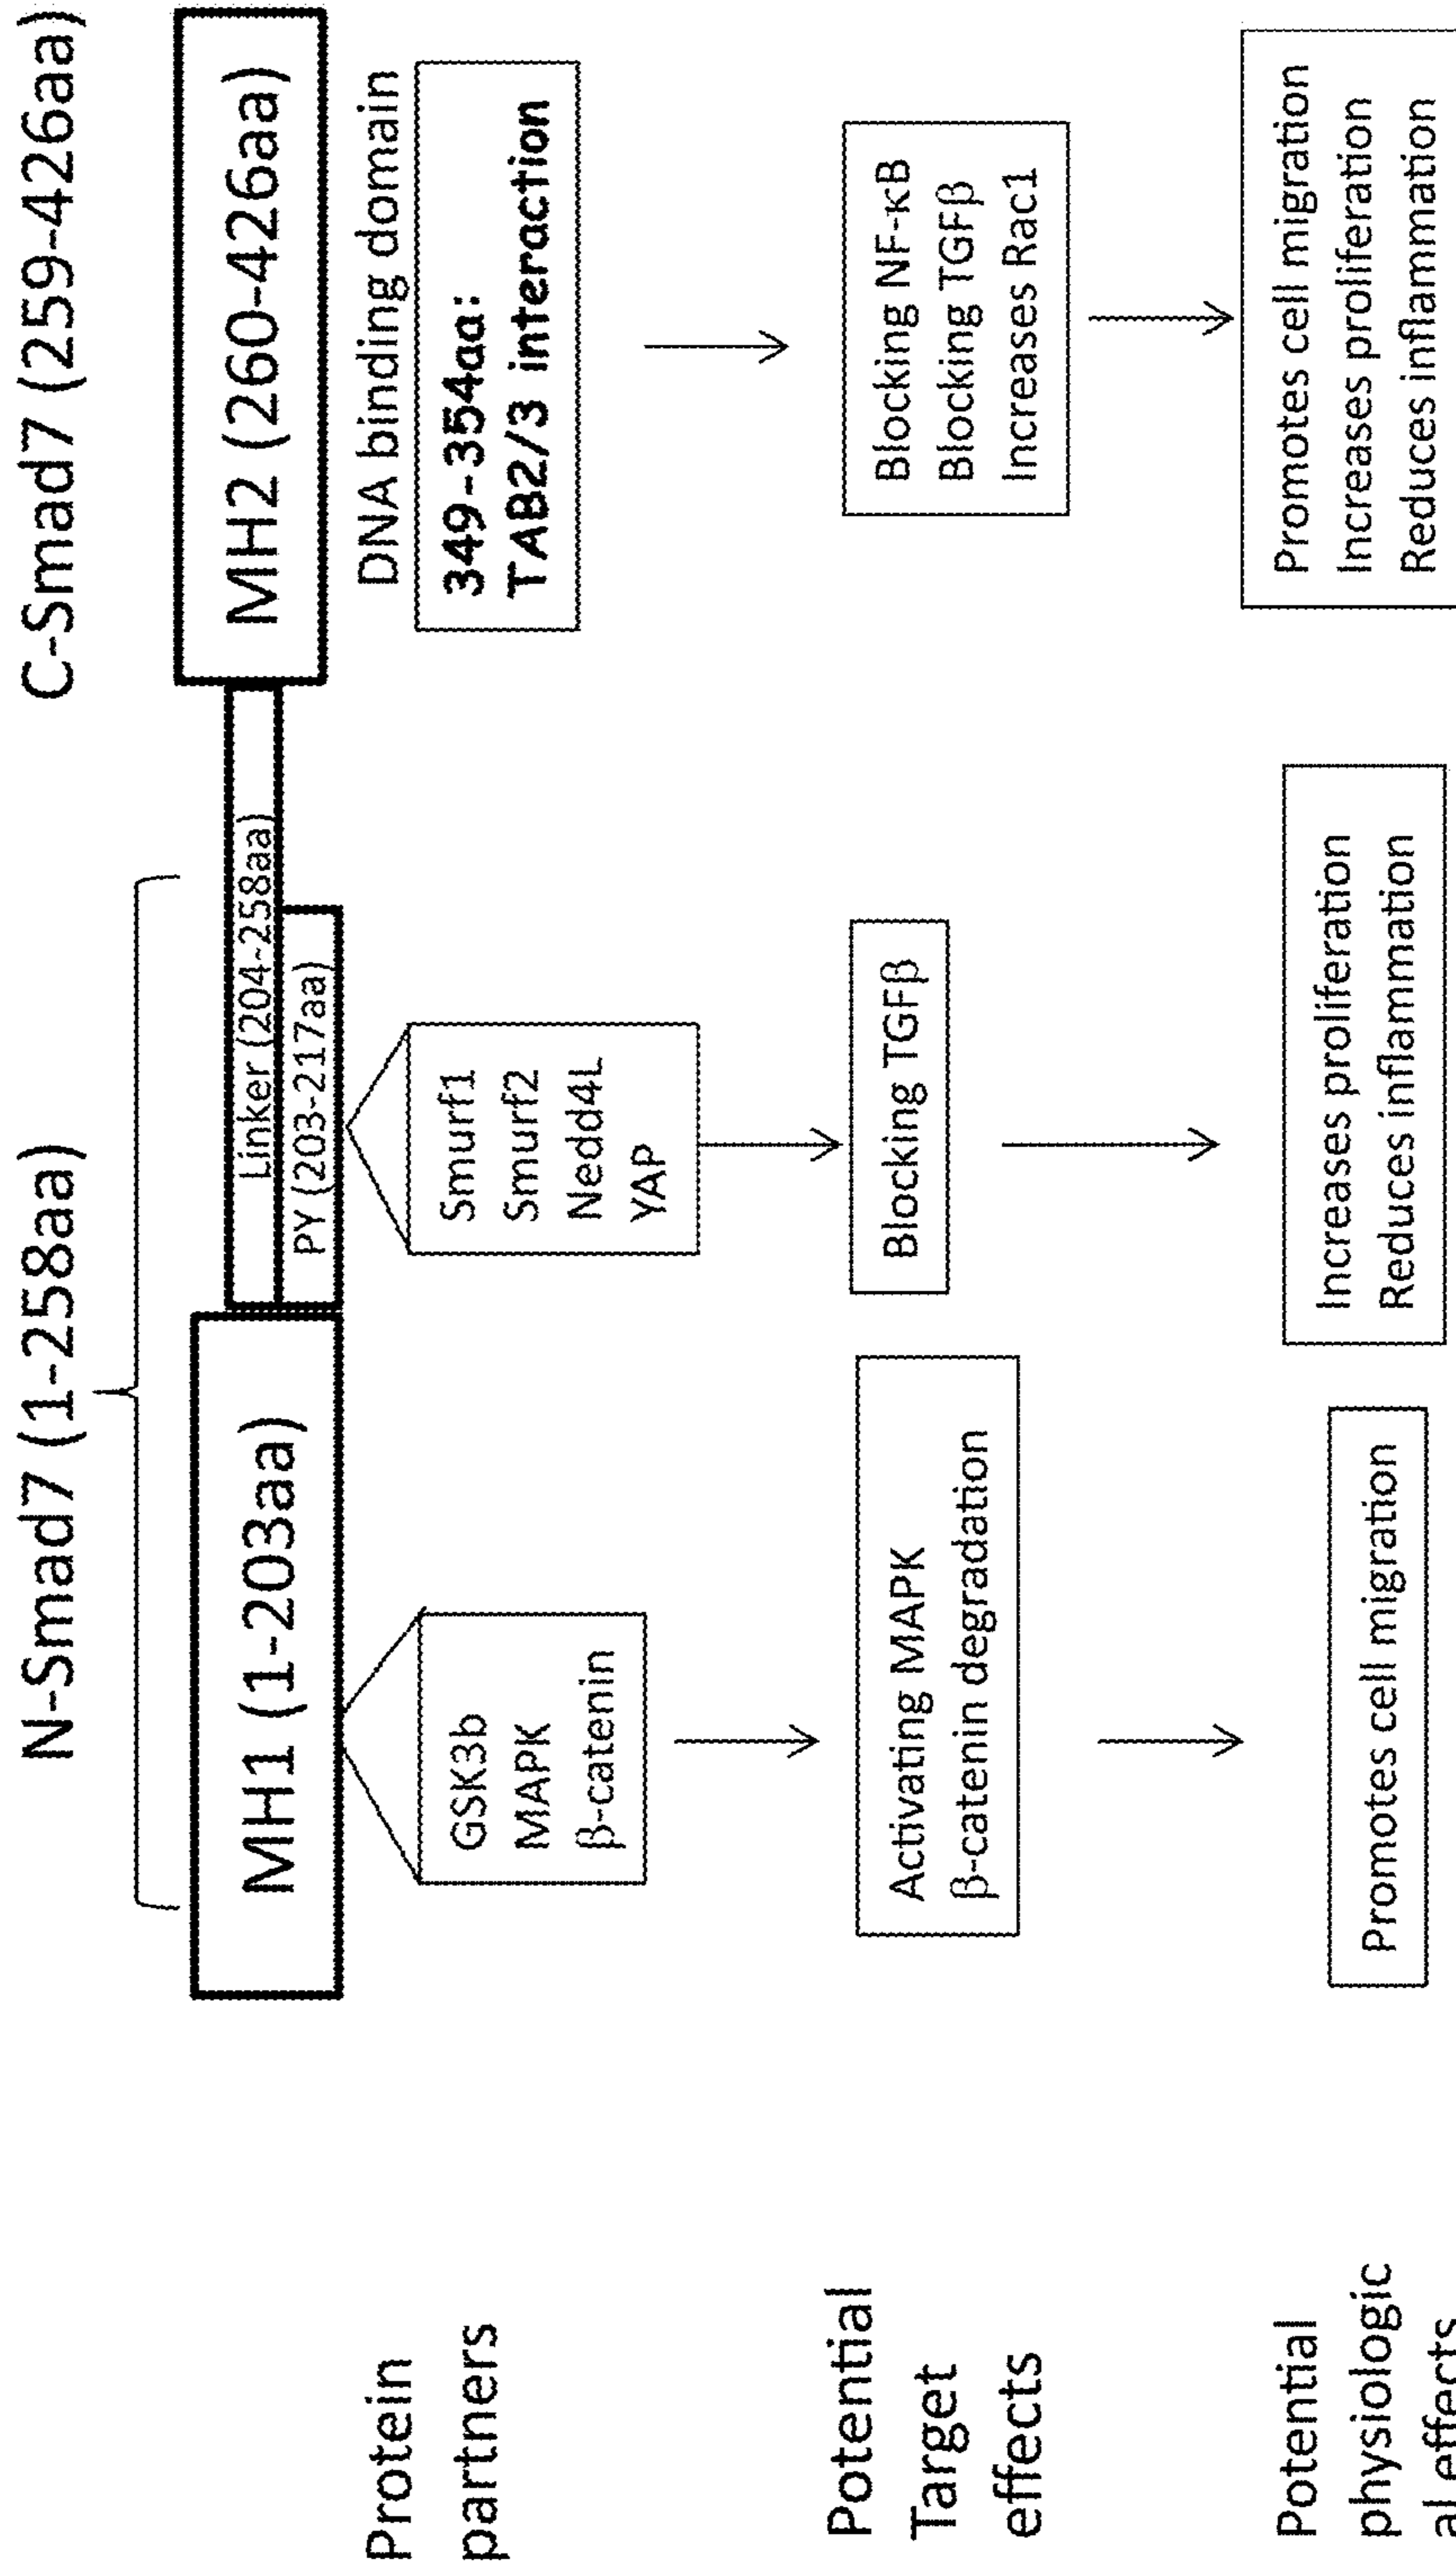 N-Smad7 (1-258aa)
C-Smad7 (259-426aa)
MH1 (1-203aa)
Linker (204-258aa)
PY (203-217aa)
MH2 (260-426aa)
DNA binding domain
Protein
partners
GSK3b
MAPK
β-catenin
Smurf1
Smurf2
Nedd4L
YAP
349-354aa:
TAB2/3 interaction
Potential
Target
effects
Activating MAPK
β-catenin degradation
Blocking TGFβ
Blocking NF-κB
Blocking TGFβ
Increases Rac1
Potential
physiologic
al effects
Promotes cell migration
Increases proliferation
Reduces inflammation
Promotes cell migration
Increases proliferation
Reduces inflammation